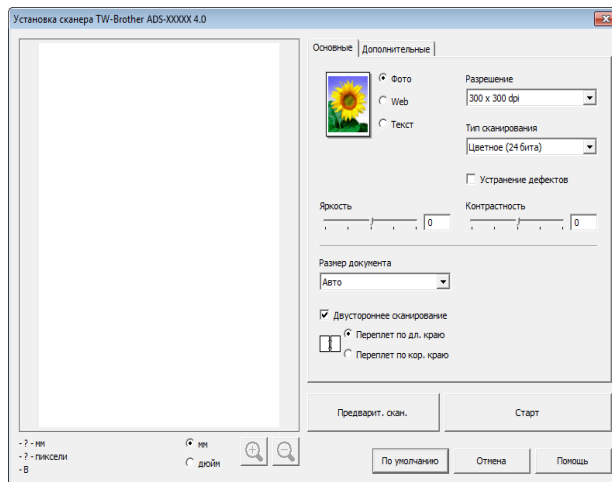 Установка сканера TW-Brother ADS-XXXXX 4.0
Основные
Дополнительные
Фото
Web
Текст
Разрешение
300 x 300 dpi
Тип сканирования
Цветное (24 бита)
Устранение дефектов
Яркость
0
Контрастность
0
Размер документа
Авто
Двустороннее сканирование
Переплет по дл. краю
Переплет по кор. краю
Предварит. скан.
Старт
- ? - мм
- ? - пиксели
- B
мм
дюйм
По умолчанию
Отмена
Помощь